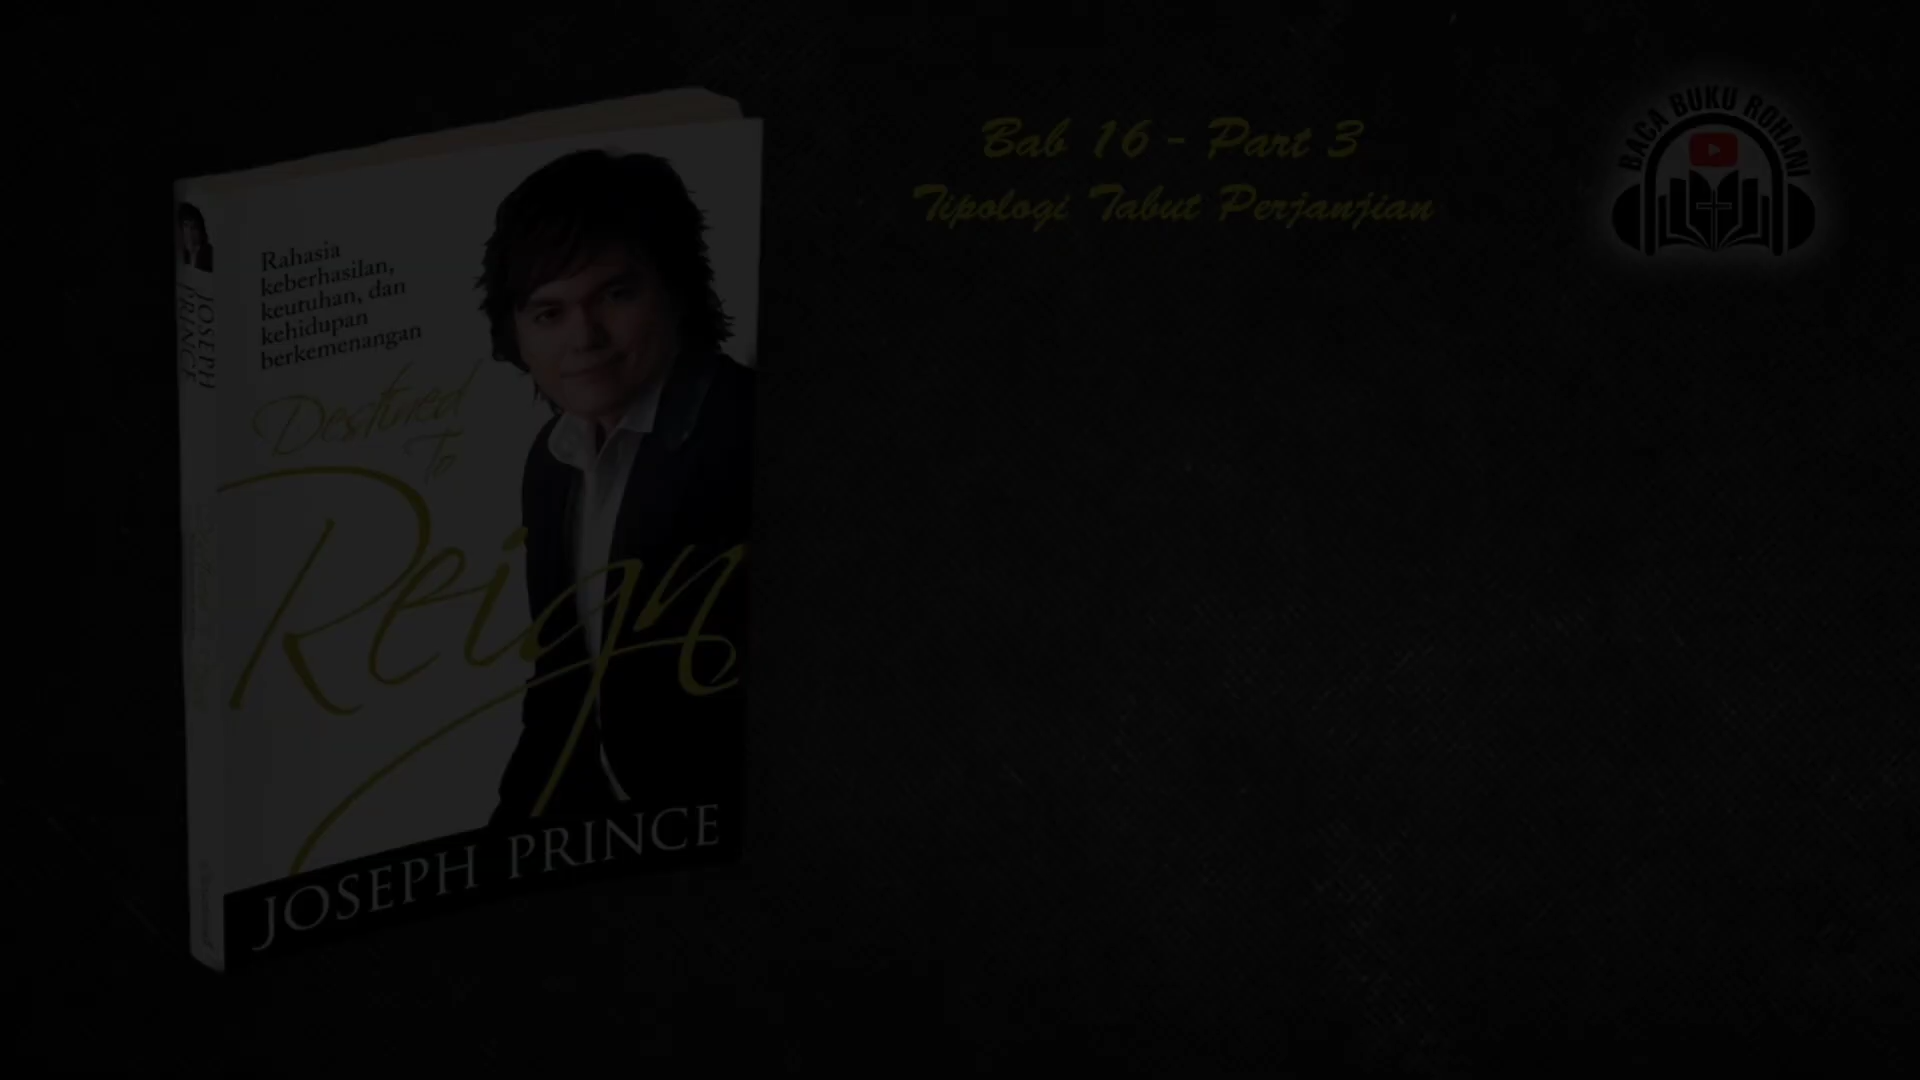 Bab 16 - Part 3
Tipologi Tabut Perjanjian
BACA BUKU ROHANI
Rahasia
keberhasilan,
keutuhan, dan
kehidupan
berkemenangan
Destined
To
Reign
JOSEPH PRINCE
JOSEPH
PRINCE